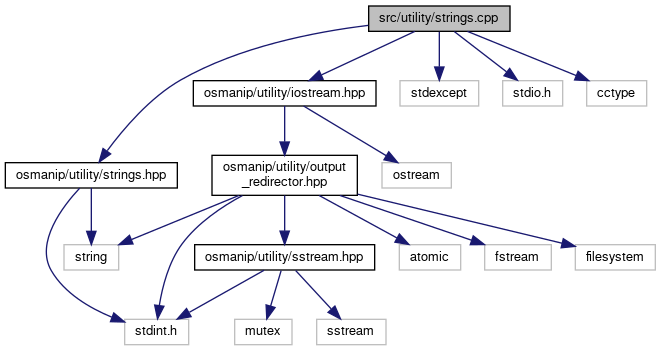 src/utility/strings.cpp
osmanip/utility/iostream.hpp
stdexcept
stdio.h
cctype
osmanip/utility/strings.hpp
osmanip/utility/output
_redirector.hpp
ostream
string
osmanip/utility/sstream.hpp
atomic
fstream
filesystem
stdint.h
mutex
sstream